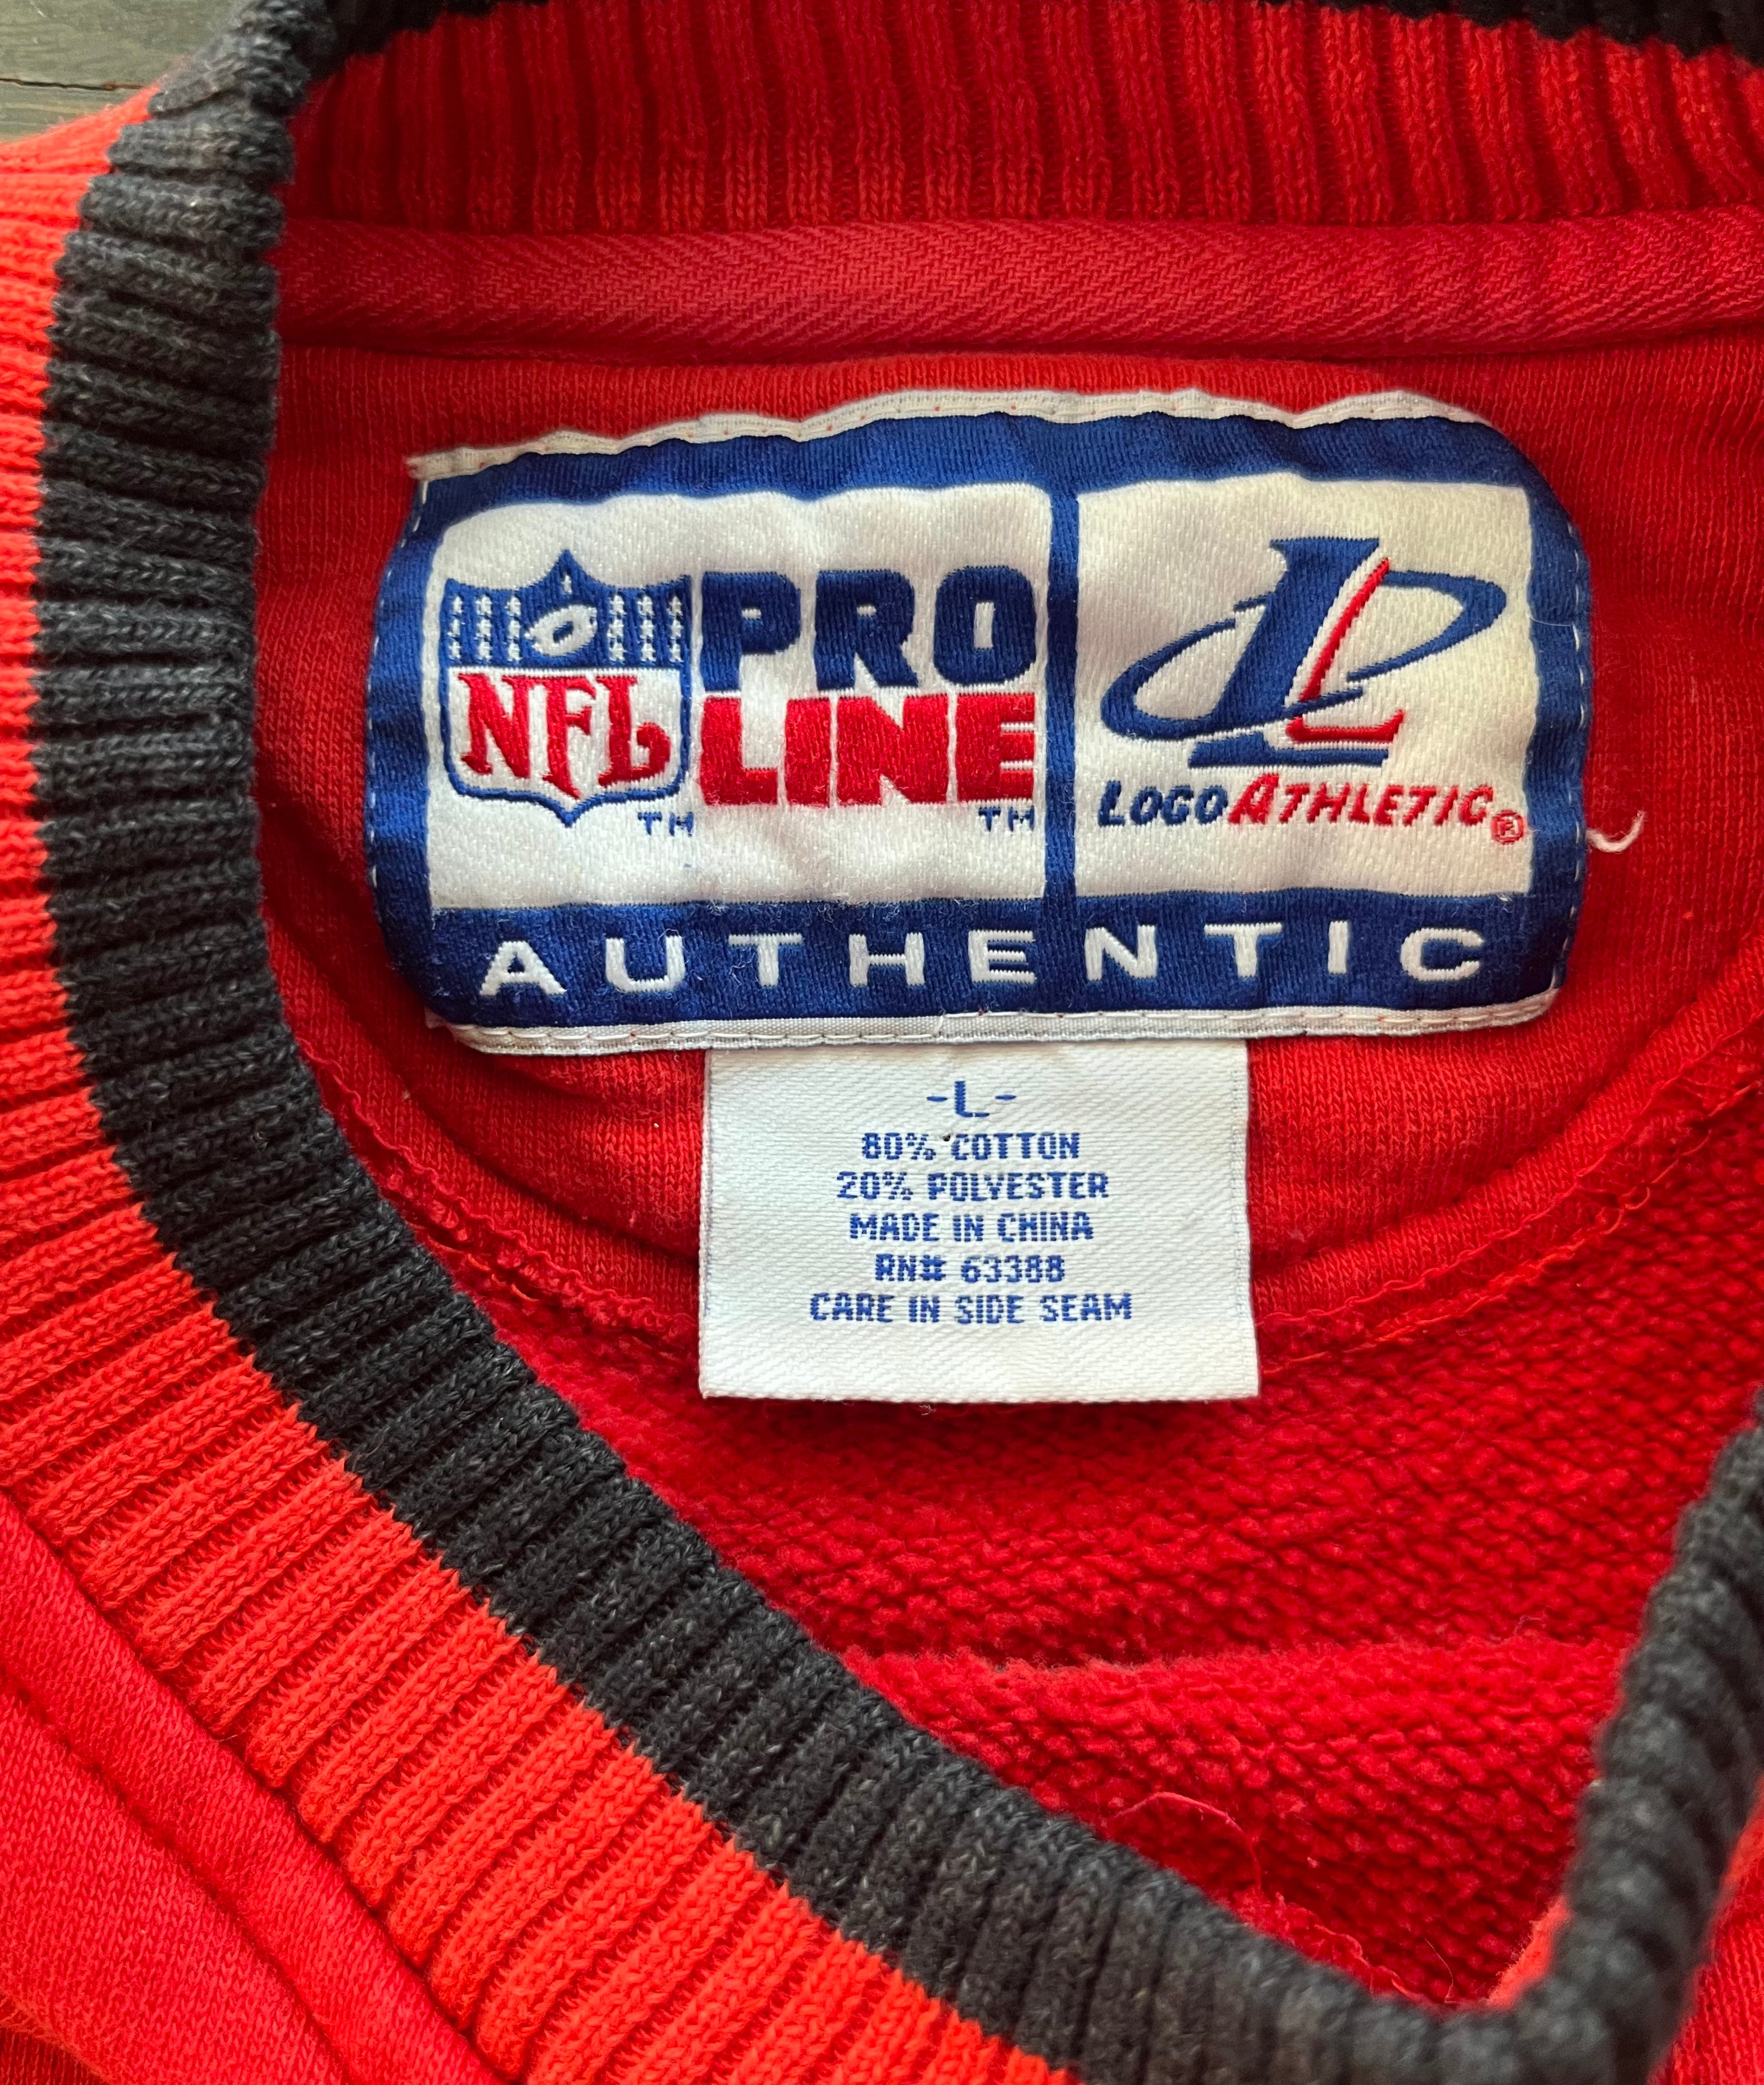 NFL
TM
PRO
LINE
TM
L
LOGO ATHLETIC®
AUTHENTIC
-L-
80% COTTON
20% POLYESTER
MADE IN CHINA
RN# 63388
CARE IN SIDE SEAM